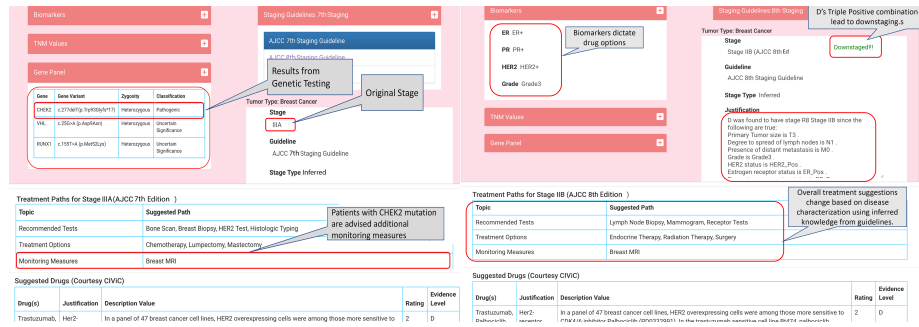 Biomarkers
TNM Values
Gene Panel
Gene Gene Variant Zygosity Classification
CHEK2 Heterozygous Pathogenic
VHL Heterozygous Uncertain
Significance
RUNX1 Heterozygous Uncertain
Significance
Staging Guidelines 7th Staging
AJCC 7th Staging Guideline
AJCC 8th Staging Guideline
Results from
Genetic Testing
Original Stage
Tumor Type: Breast Cancer
Stage
IIIA
Guideline
AJCC 7th Staging Guideline
Stage Type Inferred
Treatment Paths for Stage IIIA(AJCC 7th Edition )
Topic Suggested Path
Recommended Tests Bone Scan, Breast Biopsy, HER2 Test, Histologic Typing
Treatment Options Chemotherapy, Lumpectomy, Mastectomy
Monitoring Measures Breast MRI
Patients with CHEK2 mutation
are advised additional
monitoring measures
Suggested Drugs (Courtesy CIViC)
Drug(s) Justification Description Value Rating Evidence
Level
Trastuzumab, Her2- In a panel of 47 breast cancer cell lines, HER2 overexpressing cells were among those more sensitive to 2 D
Biomarkers
ER ER+
PR PR+
HER2 HER2+
Grade Grade3
Biomarkers dictate
drug options
TNM Values
Gene Panel
Staging Guidelines 8th Staging
D's Triple Positive combination
lead to downstaging.s
Tumor Type: Breast Cancer
Stage
Stage IIB (AJCC 8th Edi
Downstaged!!!
Guideline
AJCC 8th Staging Guideline
Stage Type Inferred
Justification
D was found to have stage RB Stage IIB since the
following are true:
Primary tumor size is T3 .
Degree to spread of lymph nodes is N1 .
Presence of distant metastasis is M0 .
Grade is Grade3 .
HER2 status is HER2_Pos .
Estrogen receptor status is ER_Pos .
Treatment Paths for Stage IIB (AJCC 8th Edition )
Topic Suggested Path
Recommended Tests Lymph Node Biopsy, Mammogram, Receptor Tests
Treatment Options Endocrine Therapy, Radiation Therapy, Surgery
Monitoring Measures Breast MRI
Overall treatment suggestions
change based on disease
characterization using inferred
knowledge from guidelines.
Suggested Drugs (Courtesy CIViC)
Drug(s) Justification Description Value Rating Evidence
Level
Trastuzumab, Her2- In a panel of 47 breast cancer cell lines, HER2 overexpressing cells were among those more sensitive to 2 D
Palbociclib receptor CDK4/6 inhibitor Palbociclib In the trastuzumab sensitive cell line palbociclib